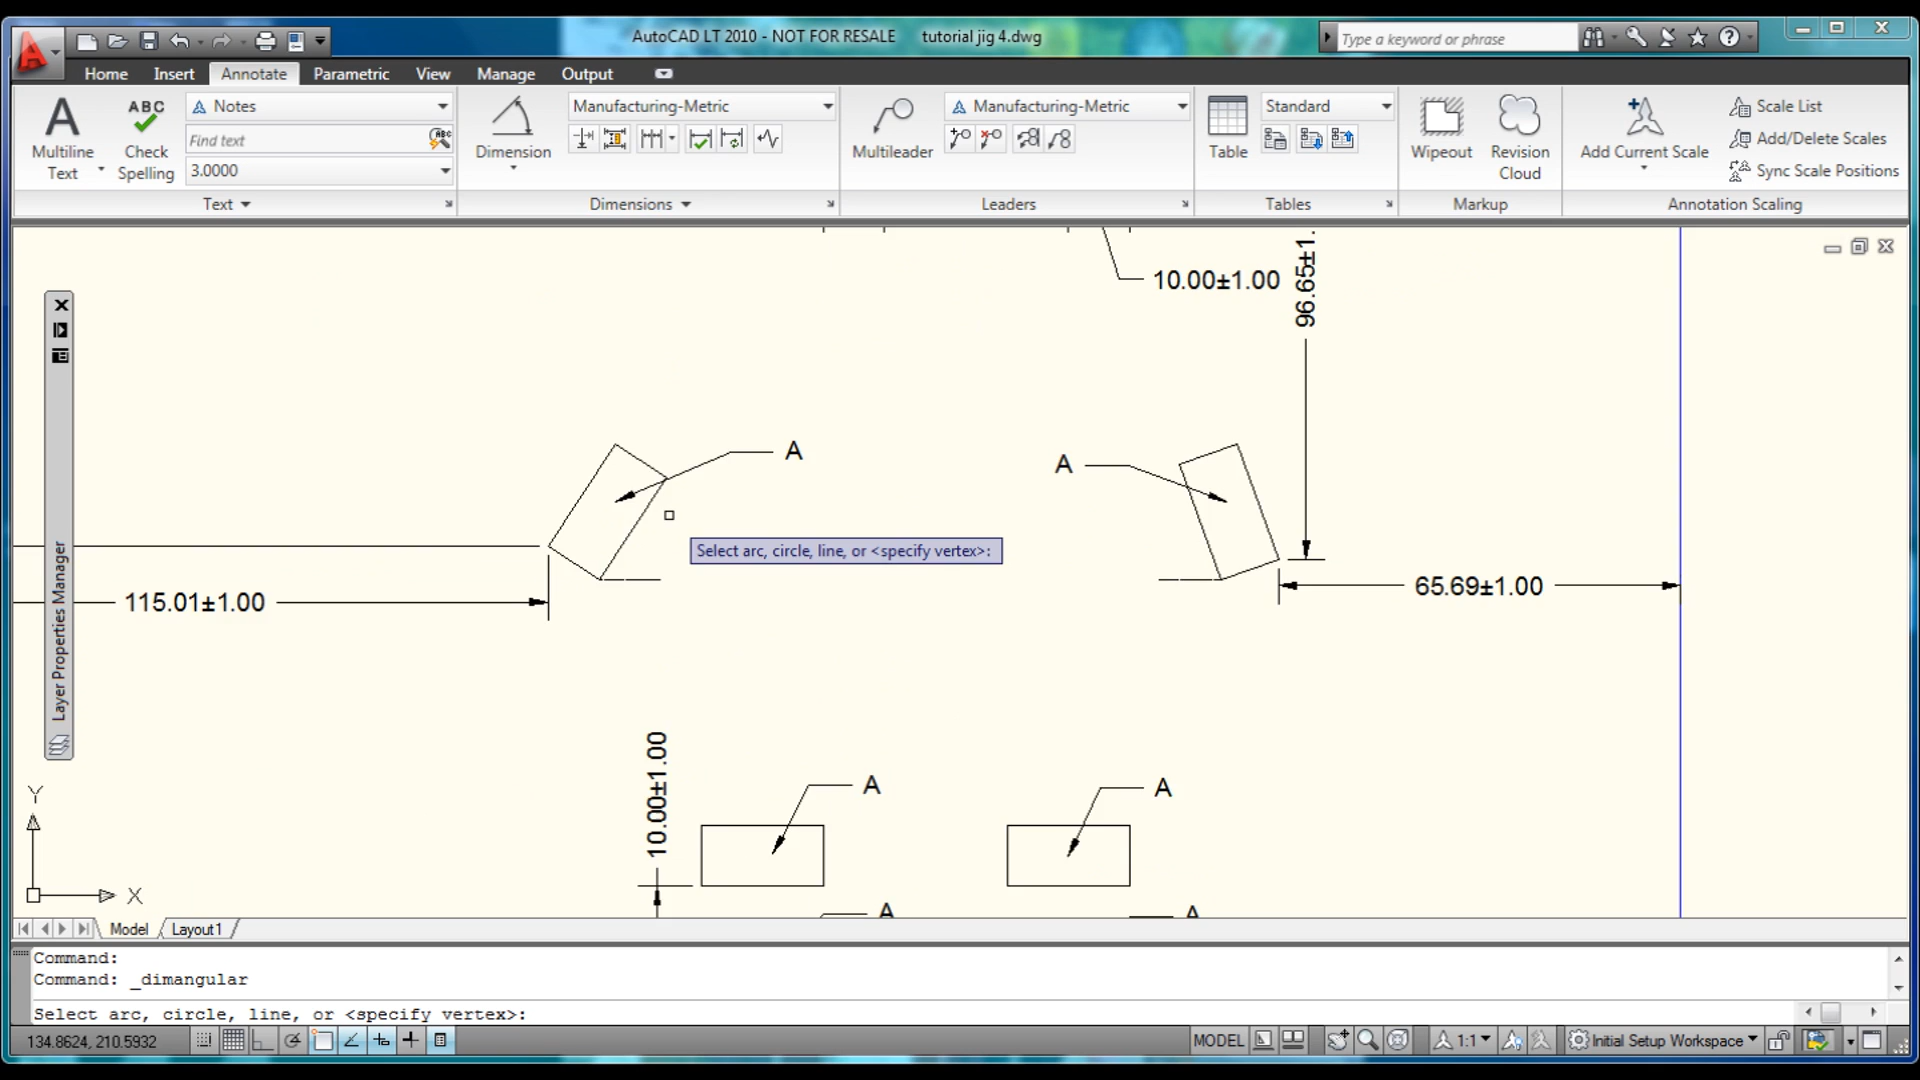 AutoCAD LT 2010 - NOT FOR RESALE tutorial jig 4.dwg
Type a keyword or phrase
Home Insert Annotate Parametric View Manage Output
A
Multiline
Text
ABC
Check
Spelling
Notes
Find text
3.0000
Text
Dimension
Manufacturing-Metric
Dimensions
Multileader
Manufacturing-Metric
Leaders
Table
Standard
Tables
Wipeout
Revision
Cloud
Markup
Add Current Scale
Scale List
Add/Delete Scales
Sync Scale Positions
Annotation Scaling
10.00±1.00
96.65±1.
A
A
Select arc, circle, line, or <specify vertex>:
115.01±1.00
65.69±1.00
Layer Properties Manager
10.00±1.00
A
A
A
A
Y
X
Model Layout1
Command:
Command: _dimangular
Select arc, circle, line, or <specify vertex>:
134.8624, 210.5932
MODEL
1:1
Initial Setup Workspace